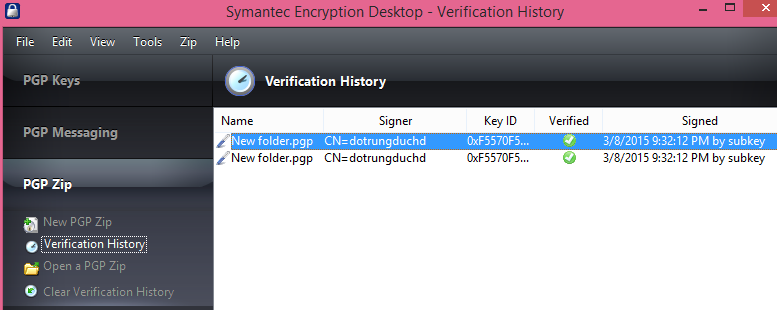 Symantec Encryption Desktop - Verification History
File Edit View Tools Zip Help
PGP Keys
PGP Messaging
PGP Zip
New PGP Zip
Verification History
Open a PGP Zip
Clear Verification History
Verification History
Name Signer Key ID Verified Signed
New folder.pgp CN=dotrungduchd 0xF5570F5... 3/8/2015 9:32:12 PM by subkey
New folder.pgp CN=dotrungduchd 0xF5570F5... 3/8/2015 9:32:12 PM by subkey